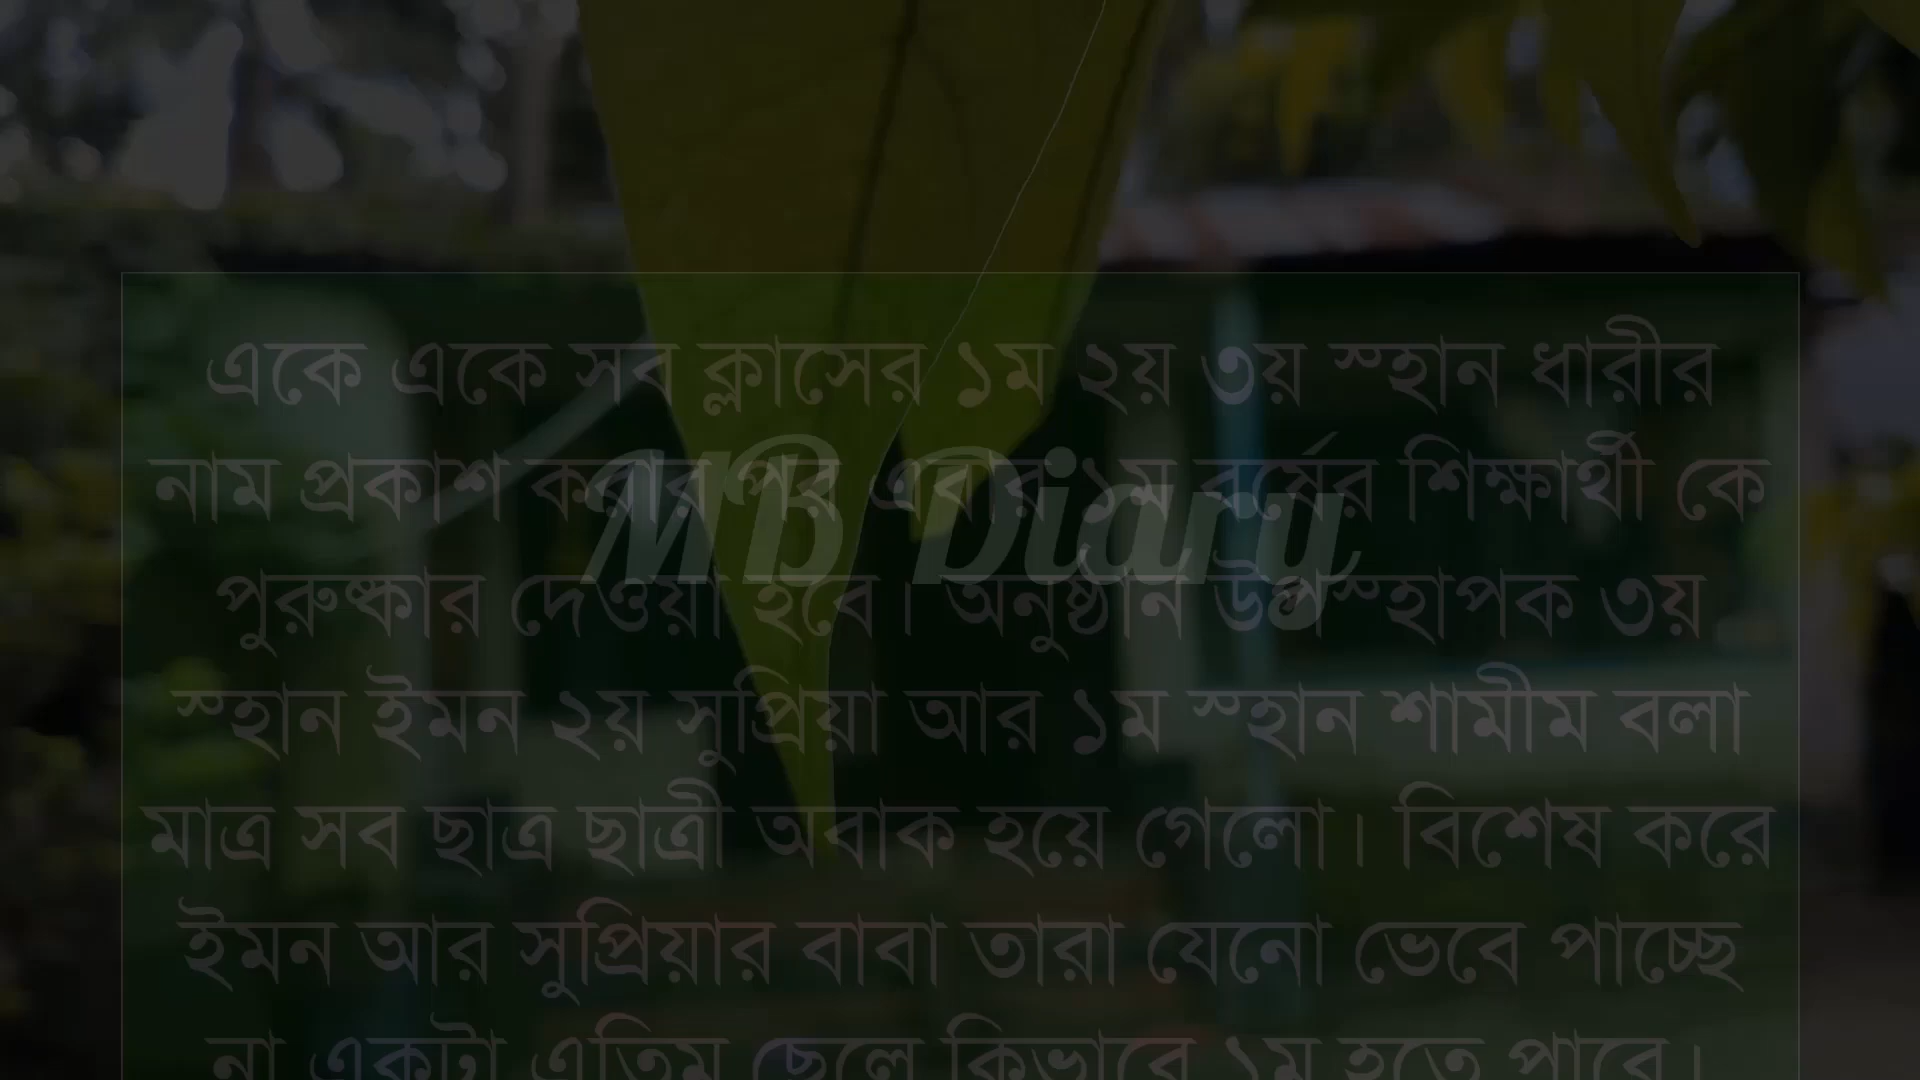 একে একে সব ক্লাসের ১ম ২য় ৩য় স্হান ধারীর
নাম প্রকাশ করার পর এবার ১ম বর্ষের শিক্ষার্থী কে
MB Diary
পুরুষ্কার দেওয়া হবে। অনুষ্ঠান উপস্হাপক ৩য়
স্হান ইমন ২য় সুপ্রিয়া আর ১ম স্হান শামীম বলা
মাত্র সব ছাত্র ছাত্রী অবাক হয়ে গেলো। বিশেষ করে
ইমন আর সুপ্রিয়ার বাবা তারা যেনো ভেবে পাচ্ছে
না একটা এতিম ছেলে কিভাবে ১ম হতে পারে।